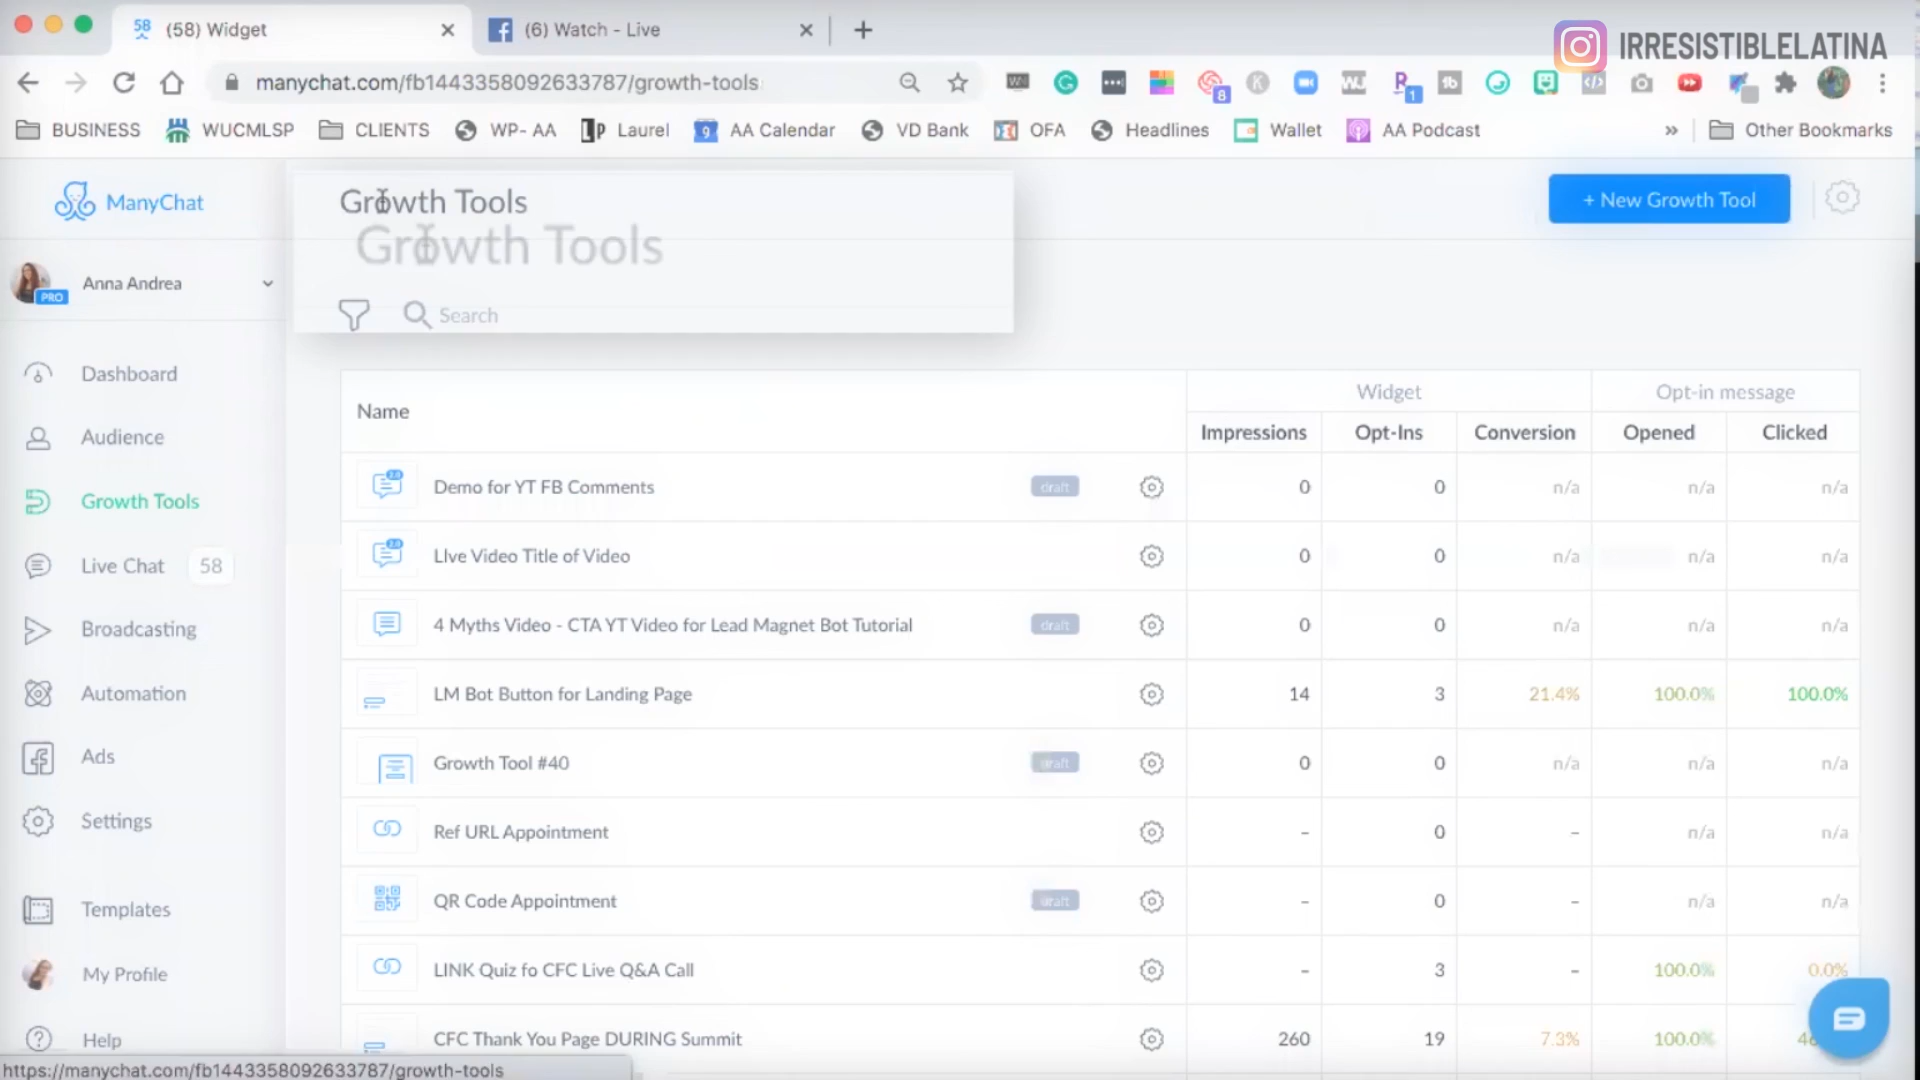 58 (58) Widget
(6) Watch - Live
IRRESISTIBLELATINA
manychat.com/fb1443358092633787/growth-tools
8 1
BUSINESS WUCMLSP CLIENTS WP- AA Laurel AA Calendar VD Bank OFA Headlines Wallet AA Podcast » Other Bookmarks
ManyChat
Growth Tools
Growth Tools
+ New Growth Tool
Anna Andrea
PRO
Search
Dashboard
Audience
Growth Tools
Live Chat 58
Broadcasting
Automation
Ads
Settings
Templates
My Profile
Help
Name Widget Opt-in message
Impressions Opt-Ins Conversion Opened Clicked
Demo for YT FB Comments draft 0 0 n/a n/a n/a
LIve Video Title of Video 0 0 n/a n/a n/a
4 Myths Video - CTA YT Video for Lead Magnet Bot Tutorial draft 0 0 n/a n/a n/a
LM Bot Button for Landing Page 14 3 21.4% 100.0% 100.0%
Growth Tool #40 draft 0 0 n/a n/a n/a
Ref URL Appointment – 0 – n/a n/a
QR Code Appointment draft – 0 – n/a n/a
LINK Quiz fo CFC Live Q&A Call – 3 – 100.0% 0.0%
CFC Thank You Page DURING Summit 260 19 7.3% 100.0%
https://manychat.com/fb1443358092633787/growth-tools